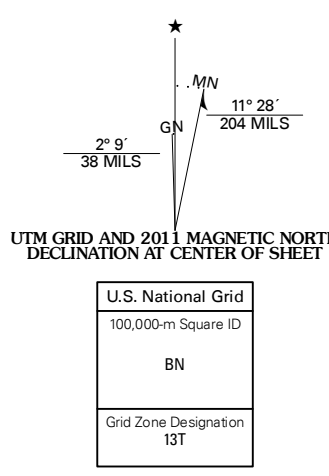 ★
MN
11° 28´
204 MILS
GN
2° 9´
38 MILS
UTM GRID AND 2011 MAGNETIC NORT
DECLINATION AT CENTER OF SHEET
U.S. National Grid
100,000-m Square ID
BN
Grid Zone Designation
13T